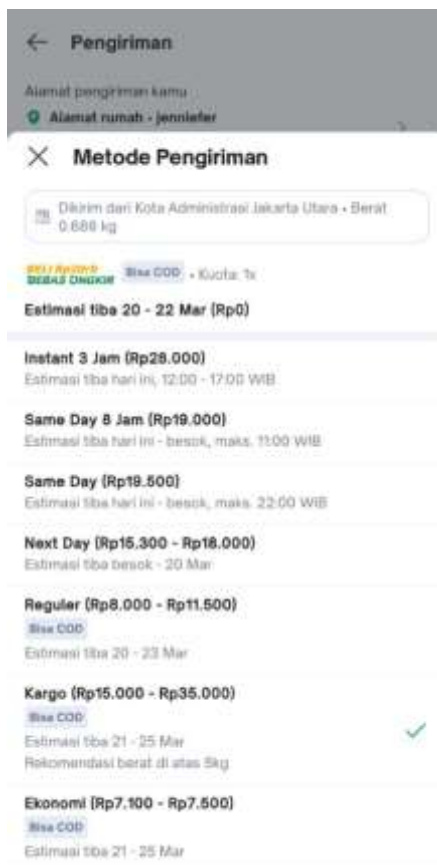 Pengiriman
Alamat pengiriman kamu
Alamat rumah - jenniefer
Metode Pengiriman
Dikirim dari Kota Administrasi Jakarta Utara • Berat
0.686 kg
BEBAS ONGKIR Bisa COD • Kuota: 1x
Estimasi tiba 20 - 22 Mar (Rp0)
Instant 3 Jam (Rp28.000)
Estimasi tiba hari ini, 12:00 - 17:00 WIB
Same Day 8 Jam (Rp19.000)
Estimasi tiba hari ini - besok, maks. 11:00 WIB
Same Day (Rp19.500)
Estimasi tiba hari ini - besok, maks. 22:00 WIB
Next Day (Rp15.300 - Rp18.000)
Estimasi tiba besok - 20 Mar
Reguler (Rp8.000 - Rp11.500)
Bisa COD
Estimasi tiba 20 - 23 Mar
Kargo (Rp15.000 - Rp35.000)
Bisa COD
Estimasi tiba 21 - 25 Mar
Rekomendasi berat di atas 5kg
Ekonomi (Rp7.100 - Rp7.500)
Bisa COD
Estimasi tiba 21 - 25 Mar